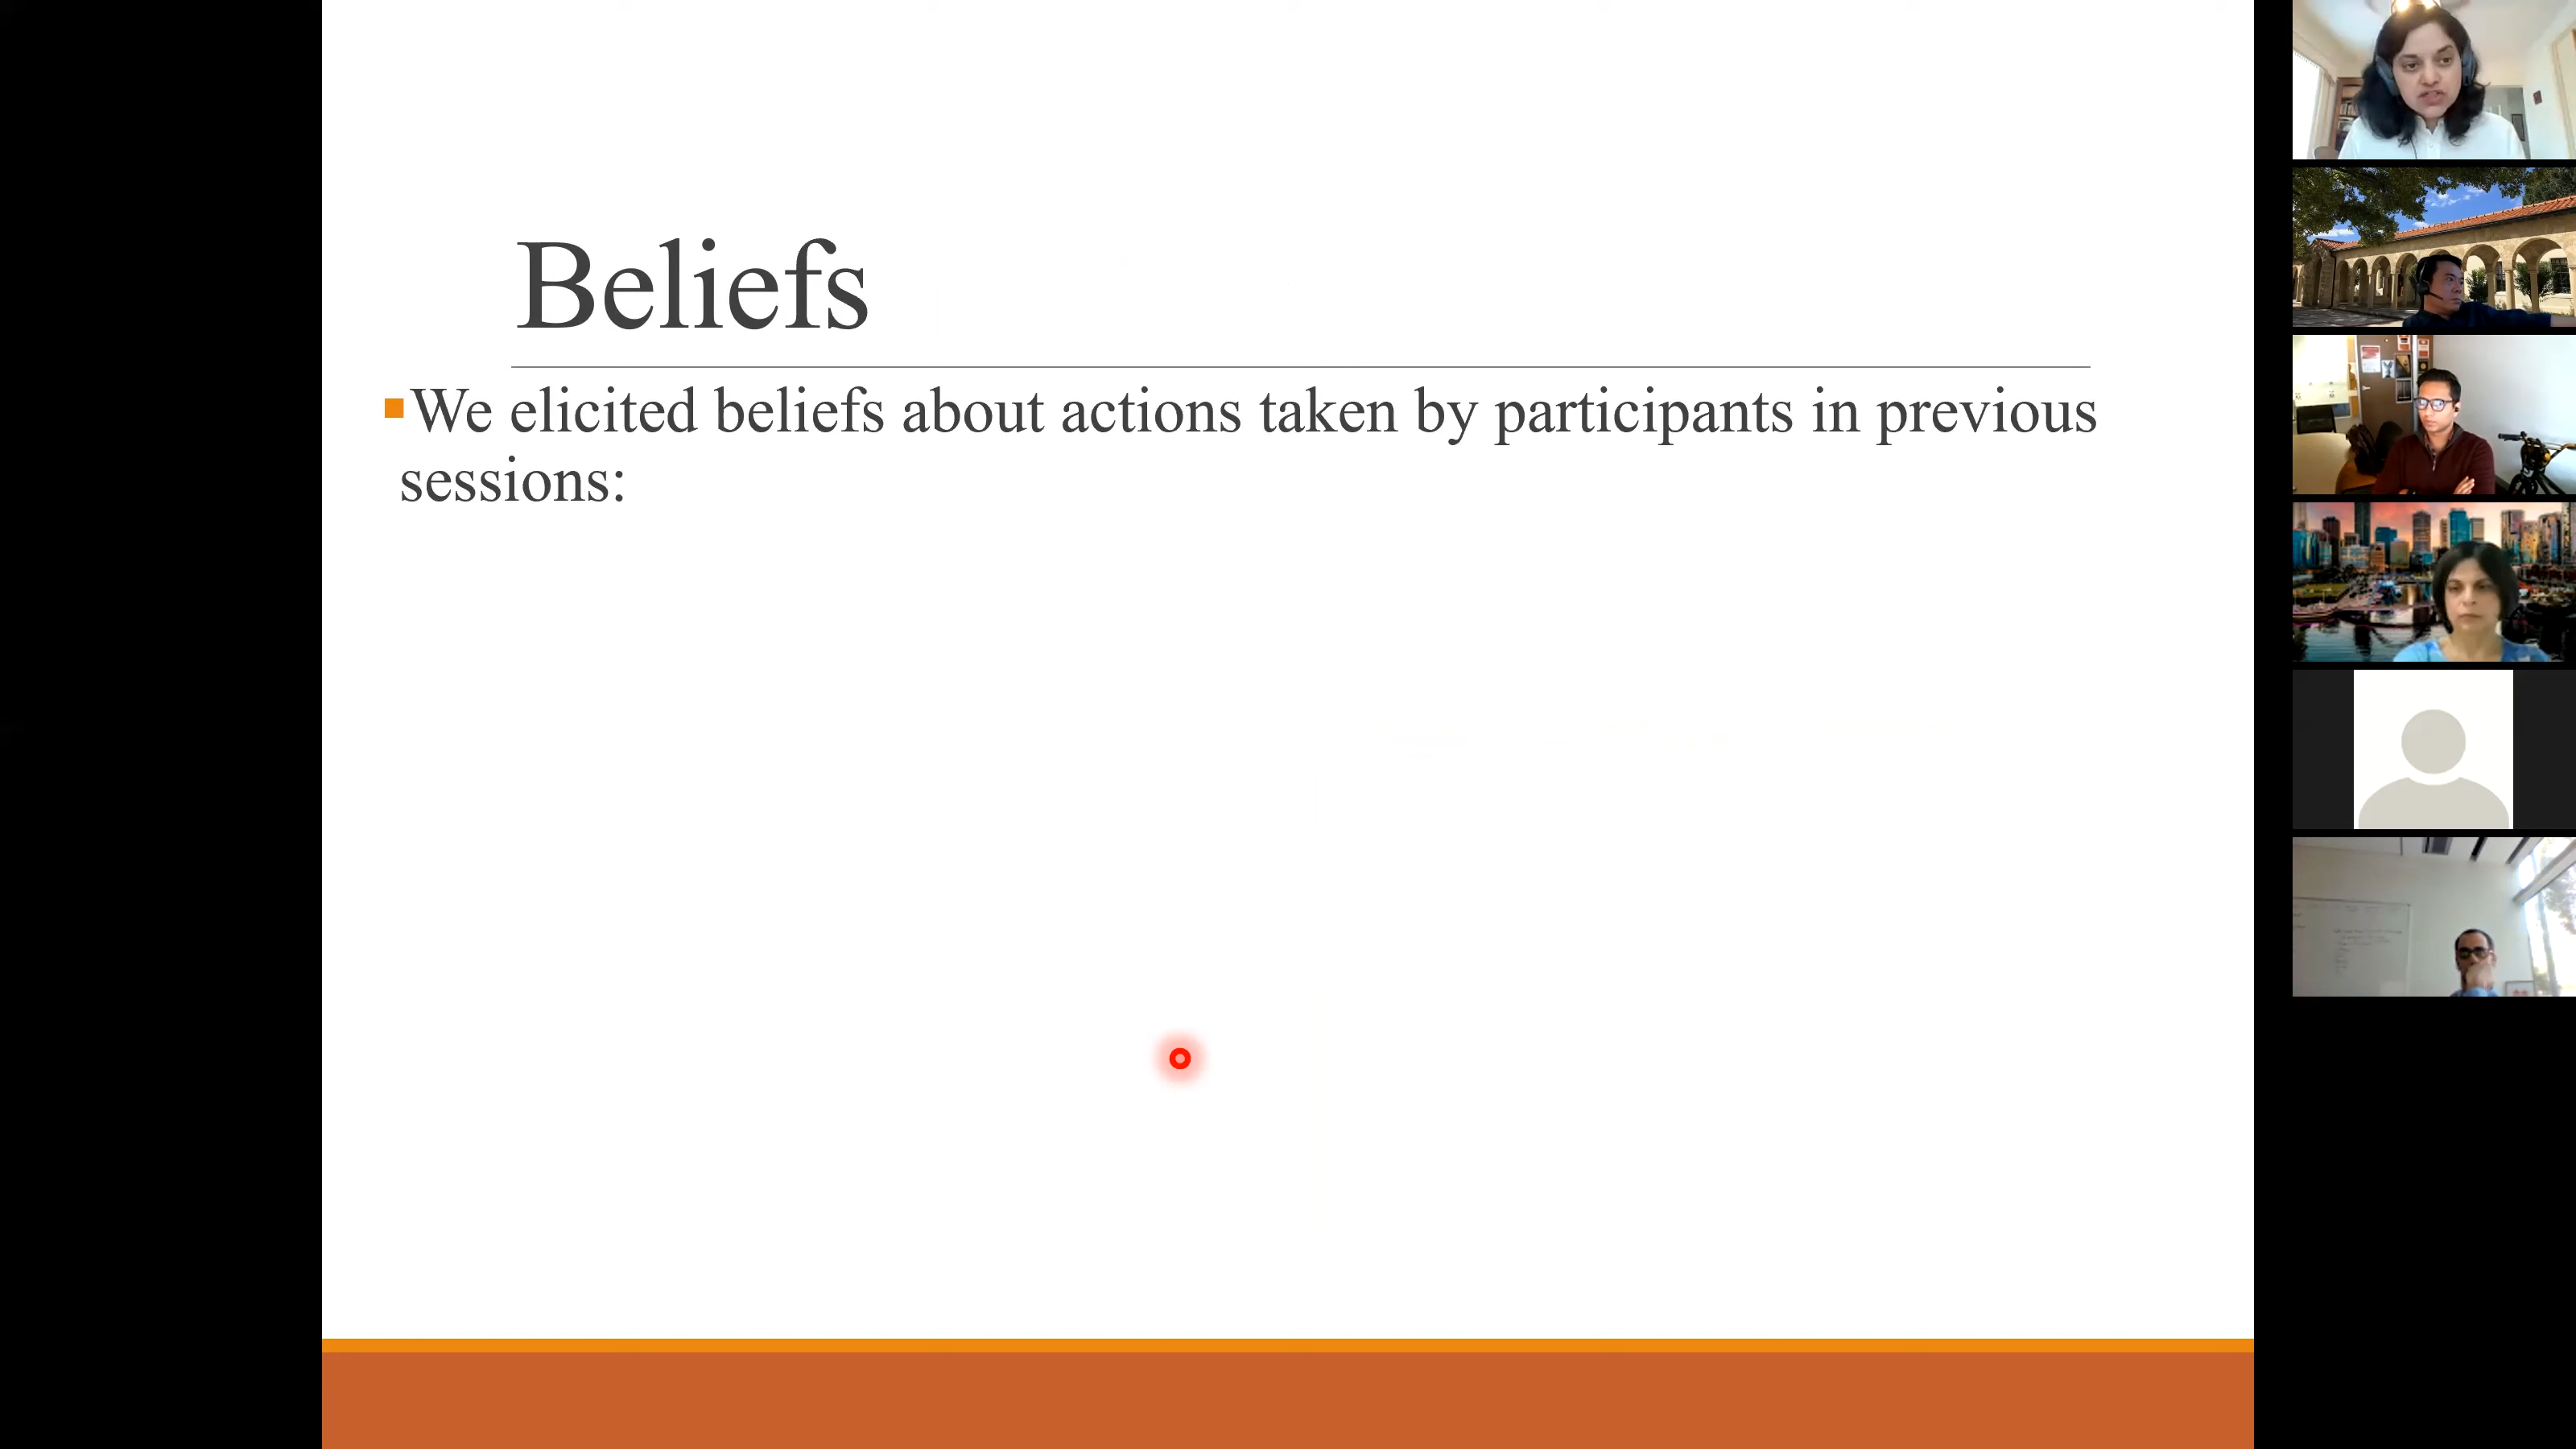 Beliefs
We elicited beliefs about actions taken by participants in previous
sessions: